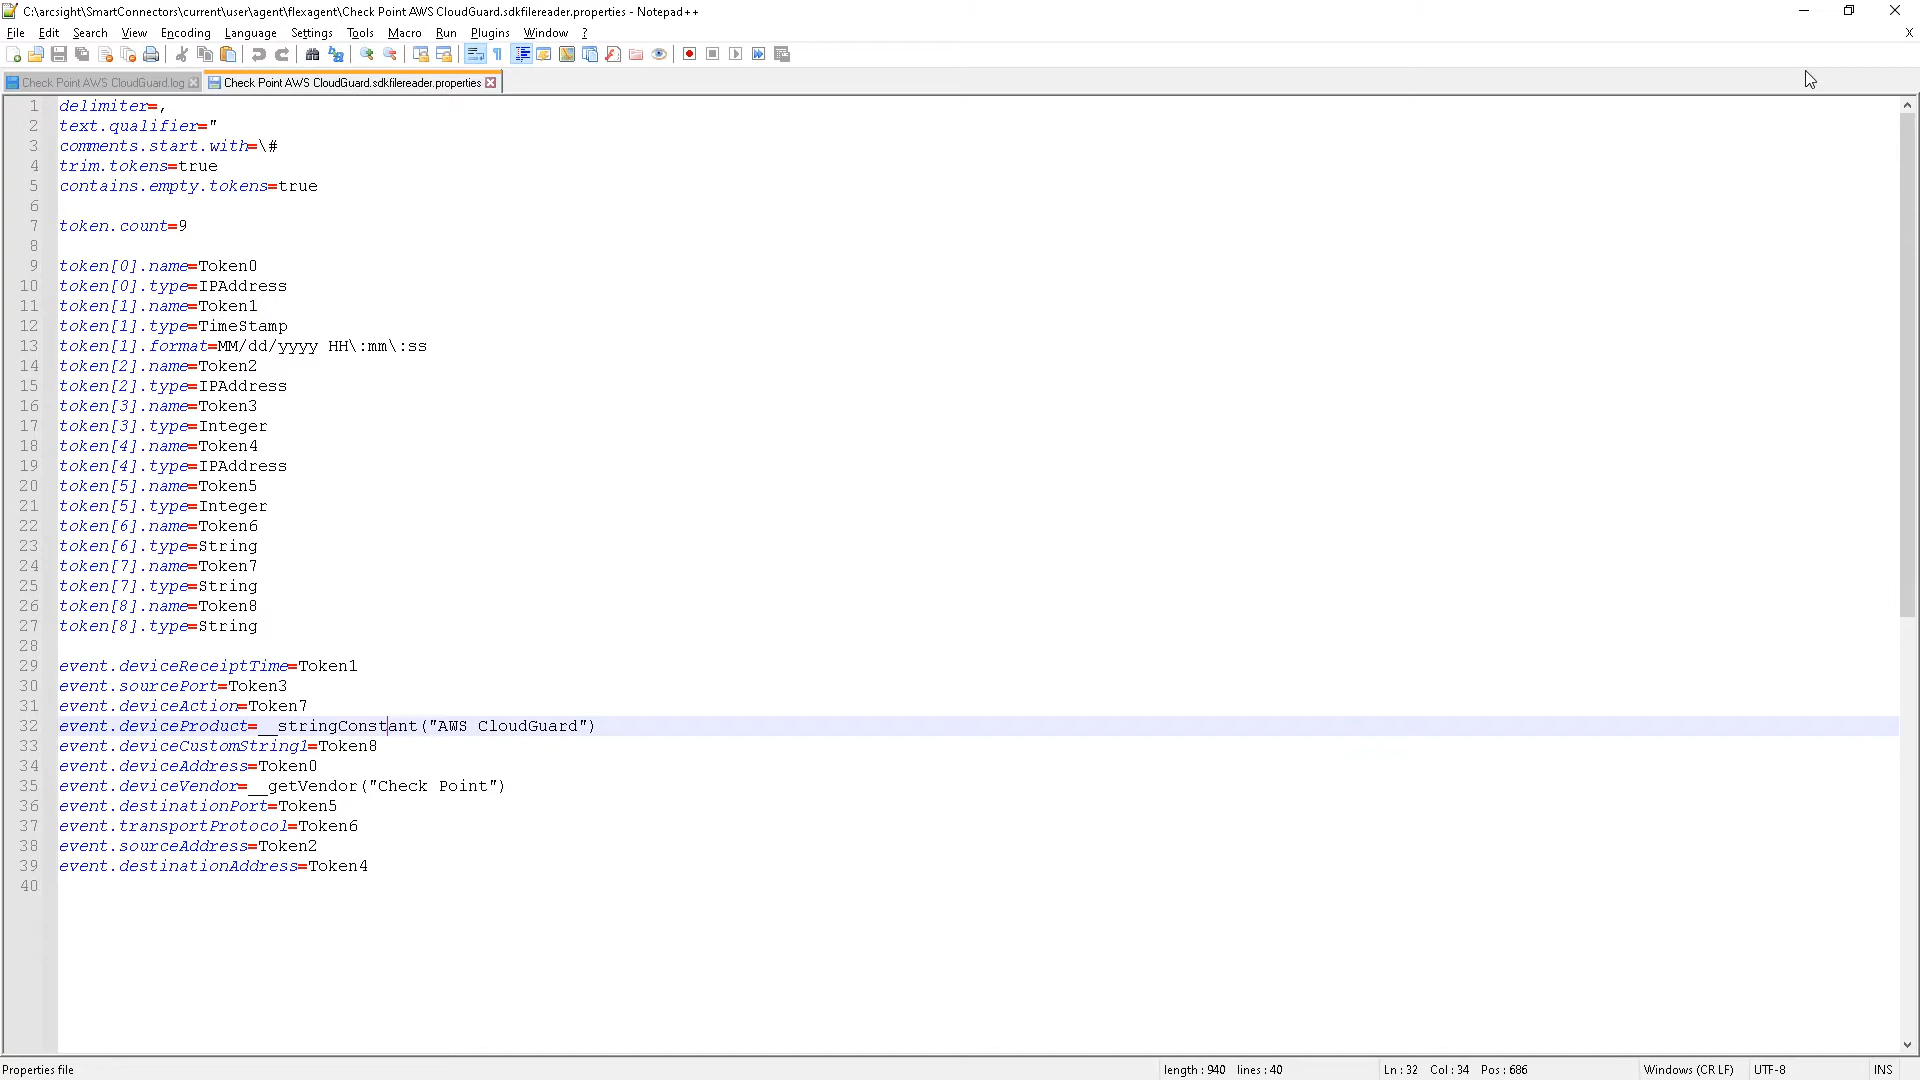 C:\arcsight\SmartConnectors\current\user\agent\flexagent\Check Point AWS CloudGuard.sdkfilereader.properties - Notepad++
File Edit Search View Encoding Language Settings Tools Macro Run Plugins Window ? X
Check Point AWS CloudGuard.log Check Point AWS CloudGuard.sdkfilereader.properties
1 delimiter=,
2 text.qualifier="
3 comments.start.with=\#
4 trim.tokens=true
5 contains.empty.tokens=true
6
7 token.count=9
8
9 token[0].name=Token0
10 token[0].type=IPAddress
11 token[1].name=Token1
12 token[1].type=TimeStamp
13 token[1].format=MM/dd/yyyy HH\:mm\:ss
14 token[2].name=Token2
15 token[2].type=IPAddress
16 token[3].name=Token3
17 token[3].type=Integer
18 token[4].name=Token4
19 token[4].type=IPAddress
20 token[5].name=Token5
21 token[5].type=Integer
22 token[6].name=Token6
23 token[6].type=String
24 token[7].name=Token7
25 token[7].type=String
26 token[8].name=Token8
27 token[8].type=String
28
29 event.deviceReceiptTime=Token1
30 event.sourcePort=Token3
31 event.deviceAction=Token7
32 event.deviceProduct=__stringConstant("AWS CloudGuard")
33 event.deviceCustomString1=Token8
34 event.deviceAddress=Token0
35 event.deviceVendor=__getVendor("Check Point")
36 event.destinationPort=Token5
37 event.transportProtocol=Token6
38 event.sourceAddress=Token2
39 event.destinationAddress=Token4
40
Properties file length : 940 lines : 40 Ln : 32 Col : 34 Pos : 686 Windows (CR LF) UTF-8 INS